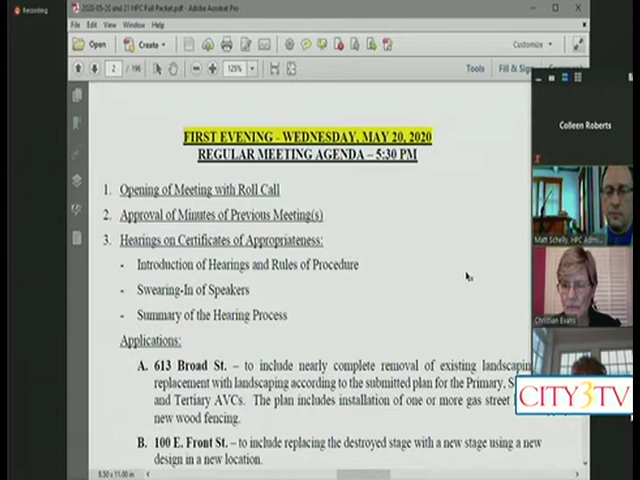 Recording
2020-05-20 and 21 HPC Full Packet.pdf - Adobe Acrobat Pro
File Edit View Window Help
Open Create Customize
2 / 196 125% Tools Fill & Sign
FIRST EVENING - WEDNESDAY, MAY 20, 2020
REGULAR MEETING AGENDA – 5:30 PM
1. Opening of Meeting with Roll Call
2. Approval of Minutes of Previous Meeting(s)
3. Hearings on Certificates of Appropriateness:
- Introduction of Hearings and Rules of Procedure
- Swearing-In of Speakers
- Summary of the Hearing Process
Applications:
A. 613 Broad St. – to include nearly complete removal of existing landscapin
replacement with landscaping according to the submitted plan for the Primary,
and Tertiary AVCs. The plan includes installation of one or more gas street
new wood fencing.
B. 100 E. Front St. – to include replacing the destroyed stage with a new stage using a new
design in a new location.
8.50 x 11.00 in
Colleen Roberts
Matt Schelly, HPC Admi...
Christian Evans
CITY3TV